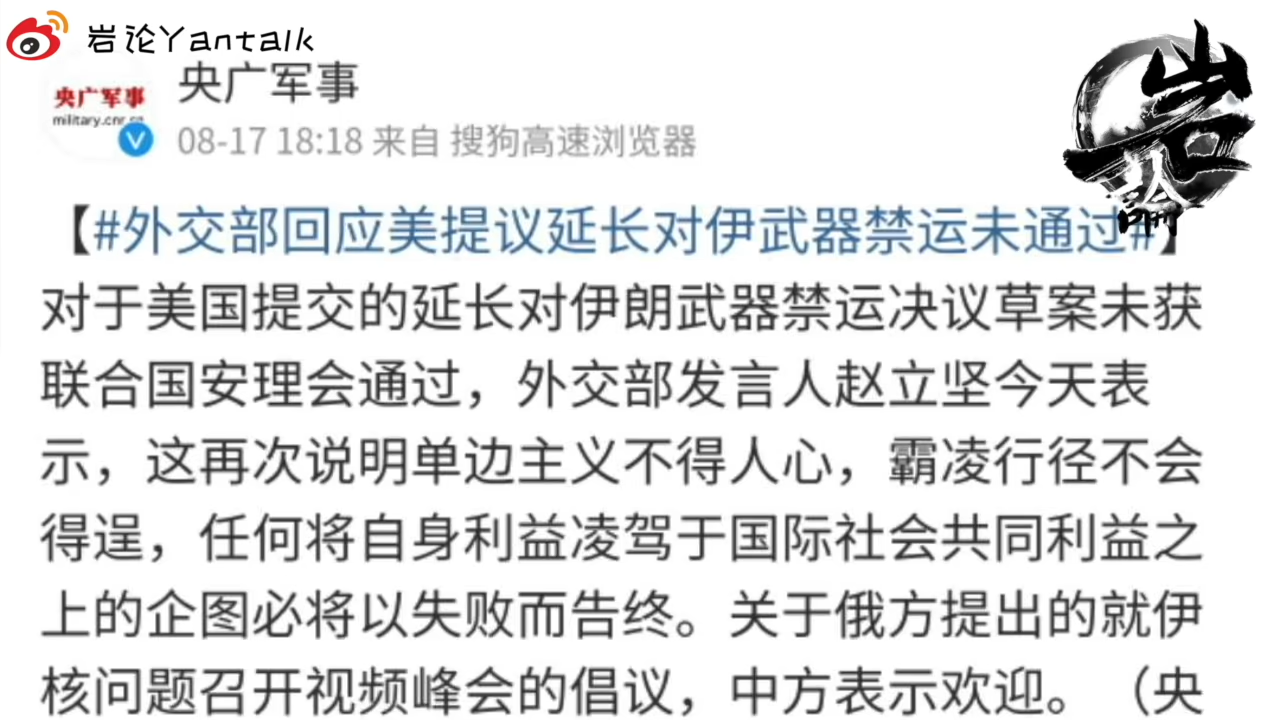 岩论Yantalk
央广军事
央广军事
military.cnr.cn
08-17 18:18 来自 搜狗高速浏览器
岩論
【#外交部回应美提议延长对伊武器禁运未通过#】
对于美国提交的延长对伊朗武器禁运决议草案未获
联合国安理会通过，外交部发言人赵立坚今天表
示，这再次说明单边主义不得人心，霸凌行径不会
得逞，任何将自身利益凌驾于国际社会共同利益之
上的企图必将以失败而告终。关于俄方提出的就伊
核问题召开视频峰会的倡议，中方表示欢迎。（央